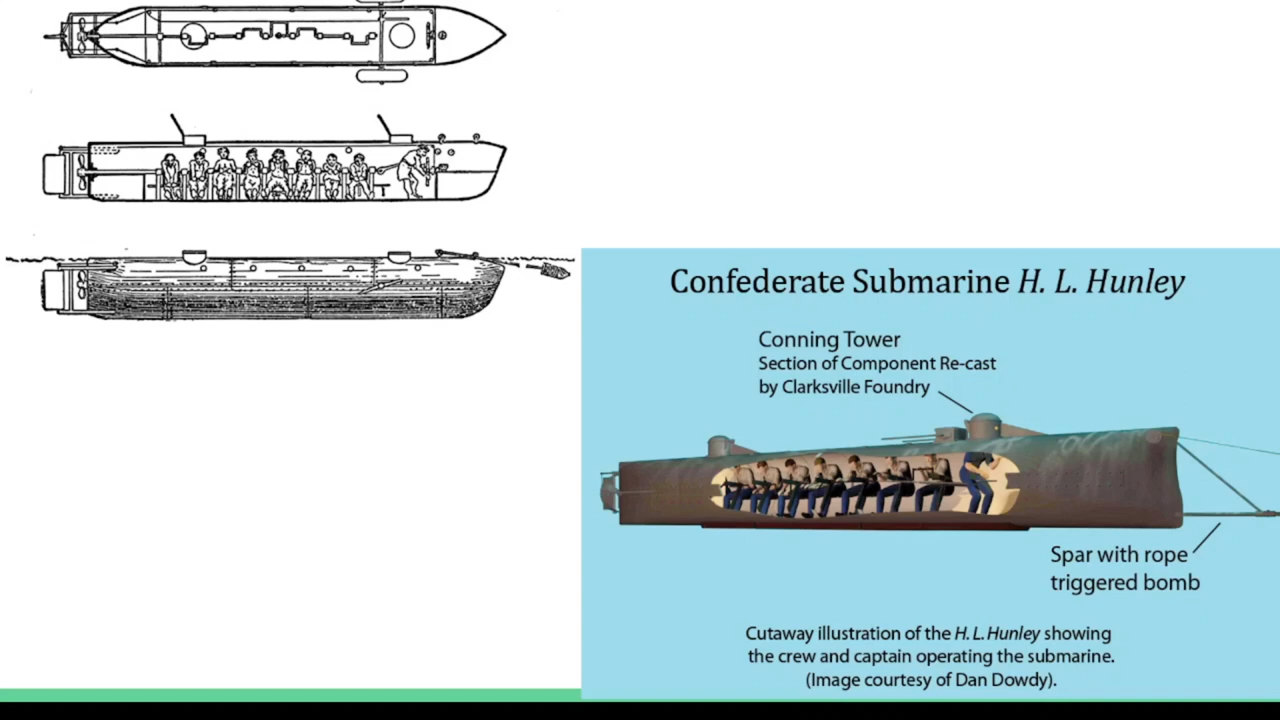 Confederate Submarine H. L. Hunley
Conning Tower
Section of Component Re-cast
by Clarksville Foundry
Spar with rope
triggered bomb
Cutaway illustration of the H. L. Hunley showing
the crew and captain operating the submarine.
(Image courtesy of Dan Dowdy).